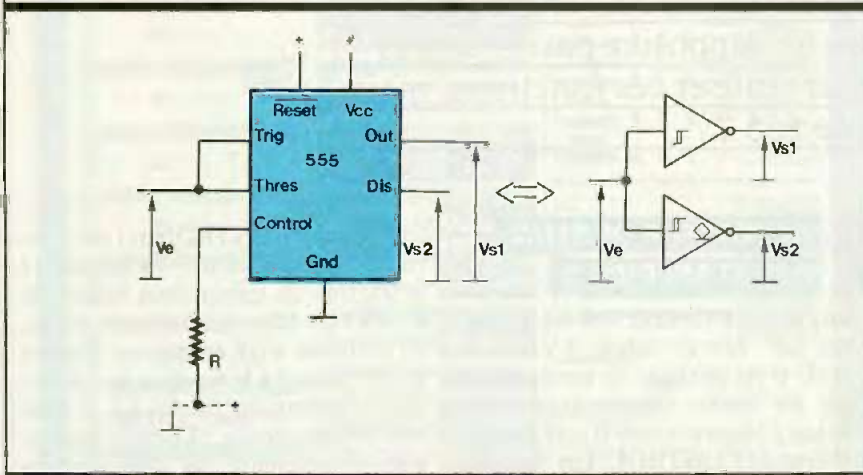 + +
Reset Vcc
Trig Out
555
Thres Dis
Control
Gnd
Ve
Vs2
Vs1
R
+
Ve
Vs1
Vs2